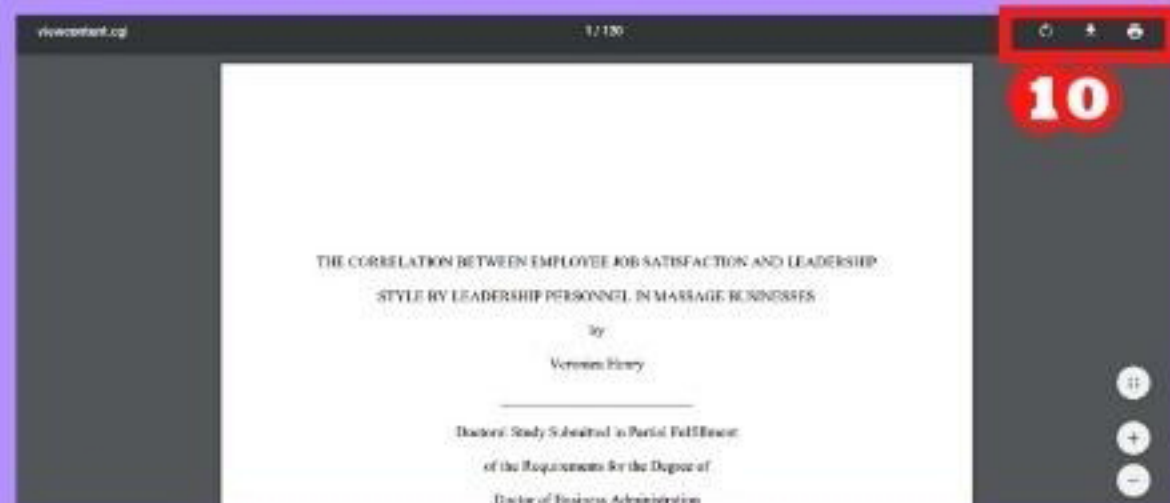 viewcontent.cgi
1 / 120
10
THE CORRELATION BETWEEN EMPLOYEE JOB SATISFACTION AND LEADERSHIP
STYLE BY LEADERSHIP PERSONNEL IN MASSAGE BUSINESSES
by
Henry
Doctoral Study Submitted in Partial Fulfillment
of the Requirements for the Degree of
Doctor of Business Administration